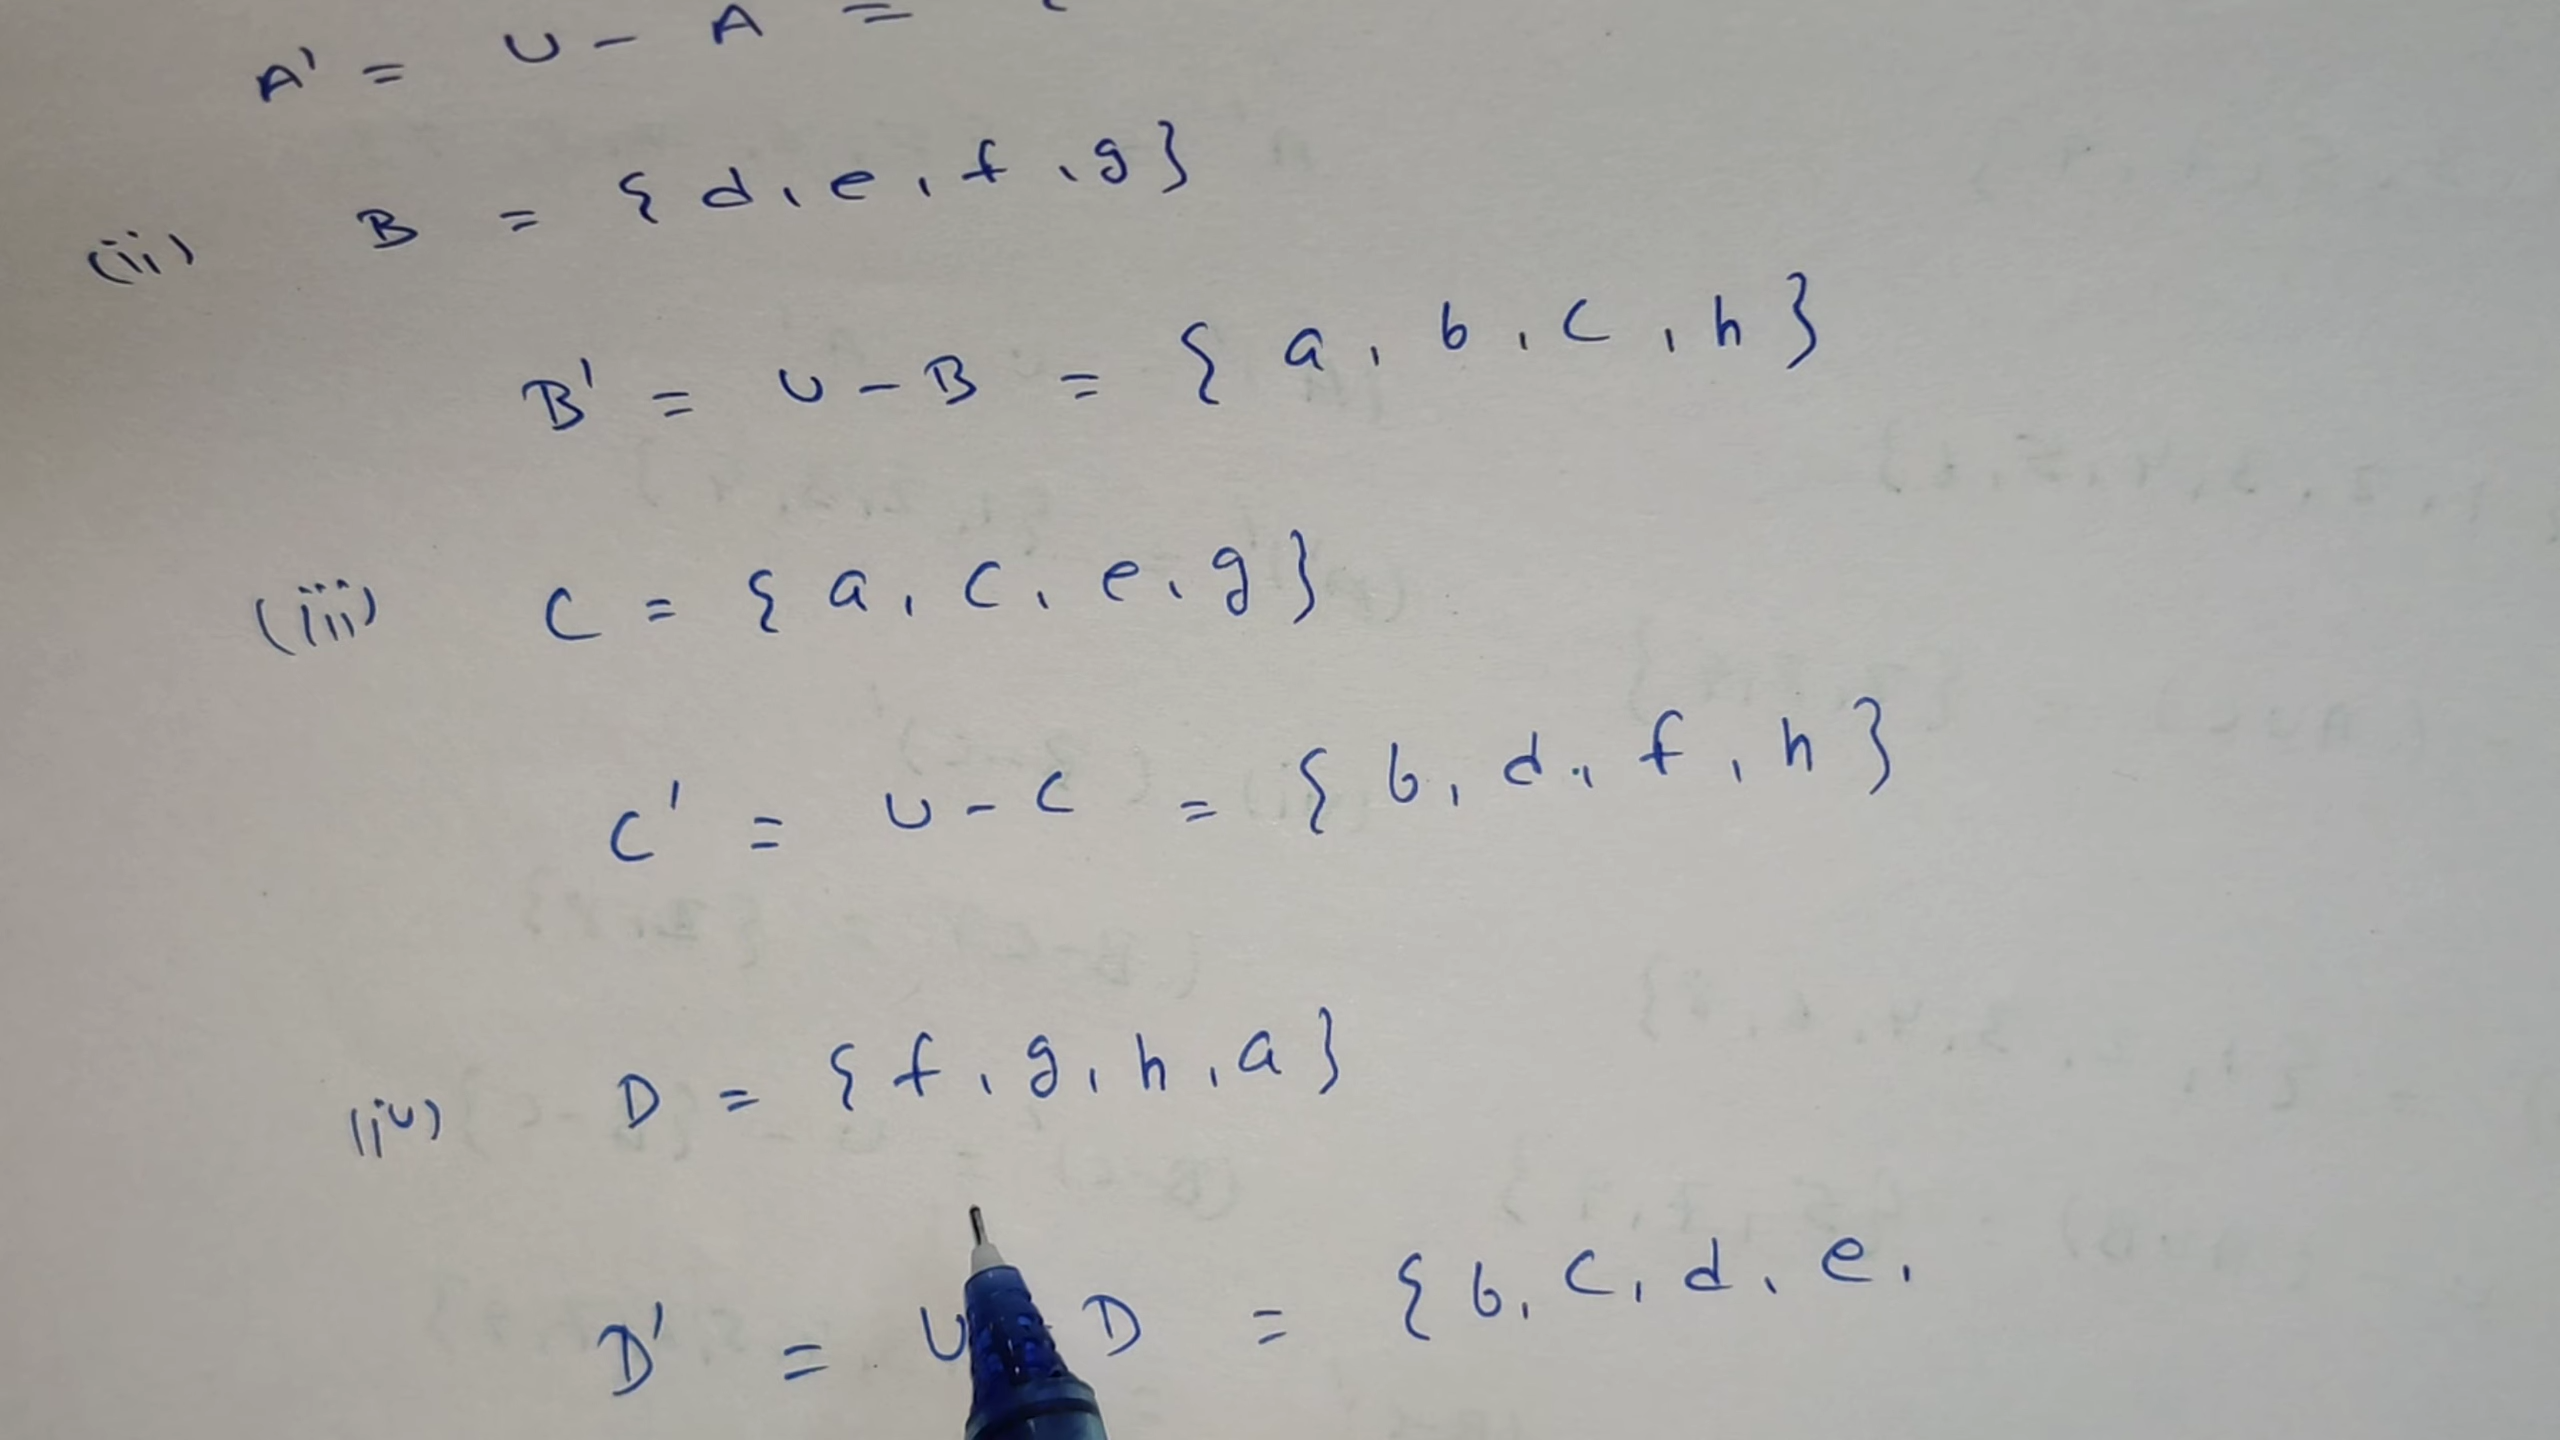 A' = U - A =
(ii) B = { d, e, f, g }
B' = U - B = { a, b, c, h }
(iii) C = { a, c, e, g }
C' = U - C = { b, d, f, h }
(iv) D = { f, g, h, a }
D' = U - D = { b, c, d, e,